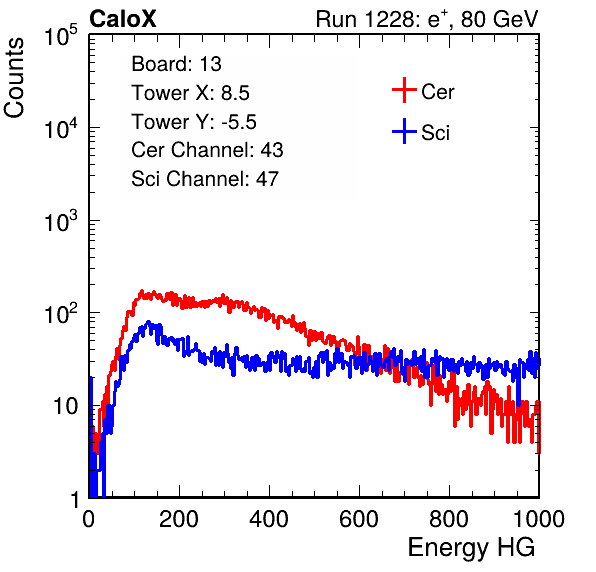 CaloX Run 1228: e⁺, 80 GeV
Counts
Board: 13
Tower X: 8.5
Tower Y: -5.5
Cer Channel: 43
Sci Channel: 47
Cer
Sci
10⁵
10⁴
10³
10²
10
1
0 200 400 600 800 1000
Energy HG